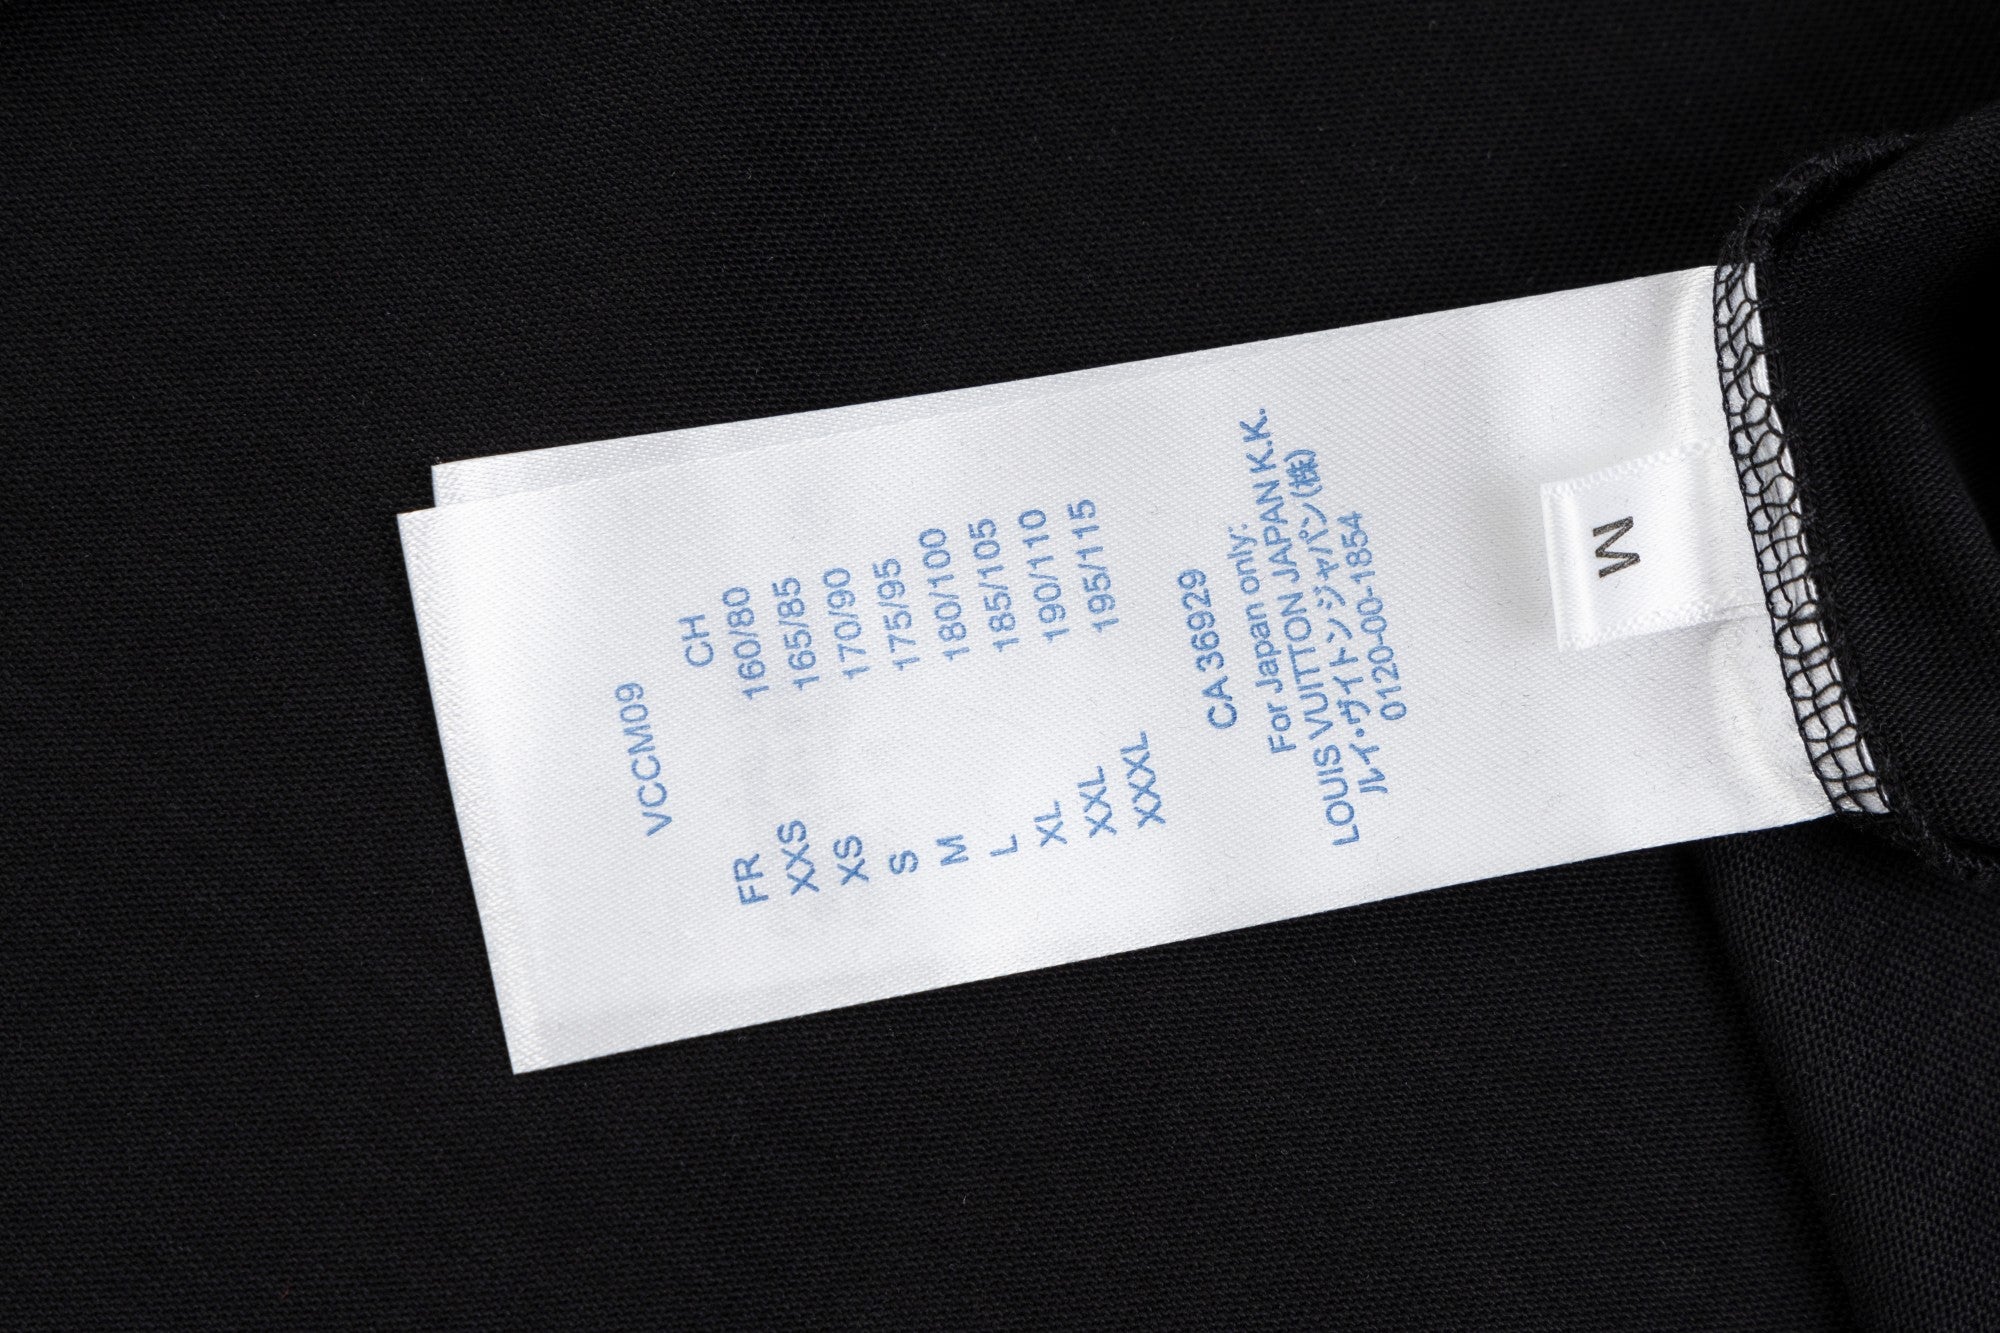 VCCM09
FR CH
XXS 160/80
XS 165/85
S 170/90
M 175/95
L 180/100
XL 185/105
XXL 190/110
XXXL 195/115
CA 36929
For Japan only:
LOUIS VUITTON JAPAN K.K.
ルイ・ヴイトンジャパン(株)
0120-00-1854
M